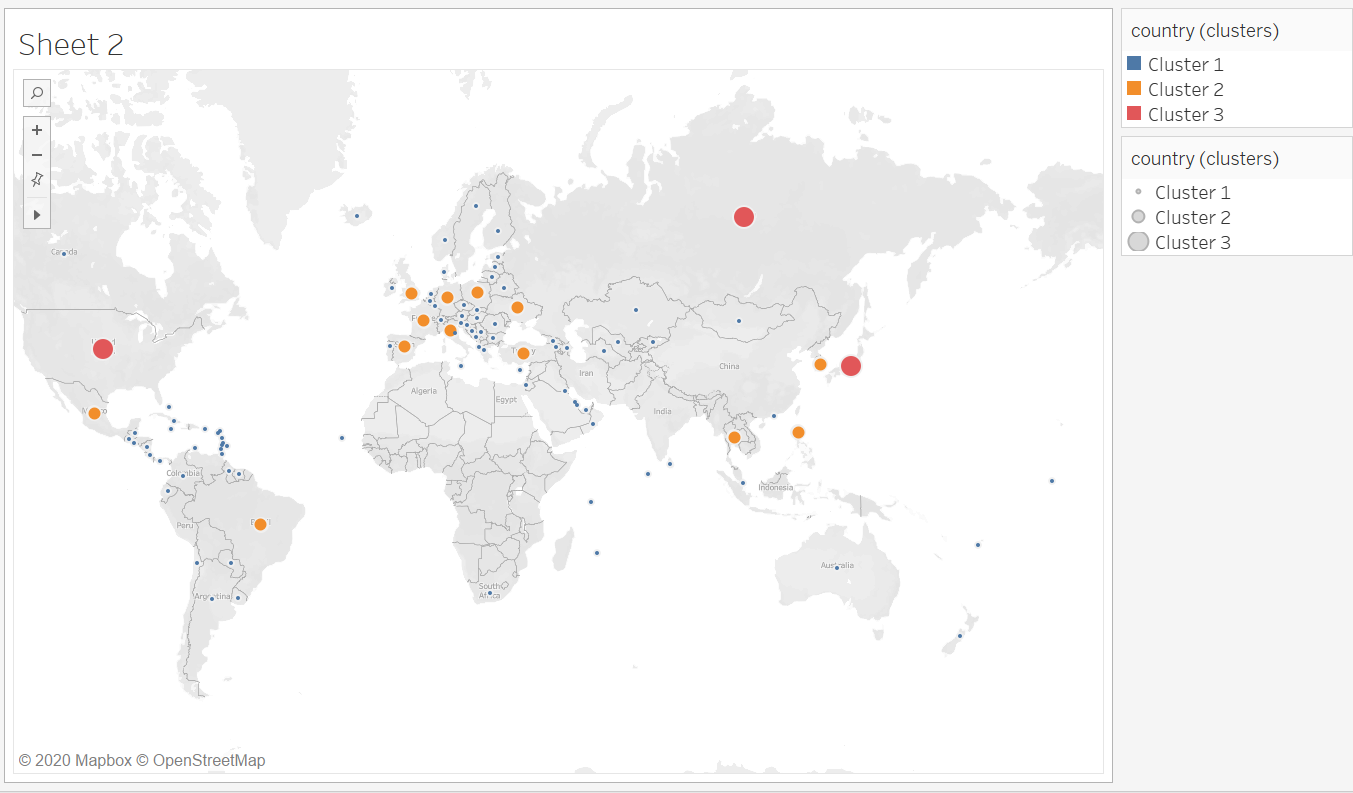 Sheet 2
country (clusters)
Cluster 1
Cluster 2
Cluster 3
country (clusters)
Cluster 1
Cluster 2
Cluster 3
Canada
China
Iran
Algeria
Egypt
India
Colombia
Indonesia
Peru
Australia
South
Africa
Argentina
© 2020 Mapbox © OpenStreetMap